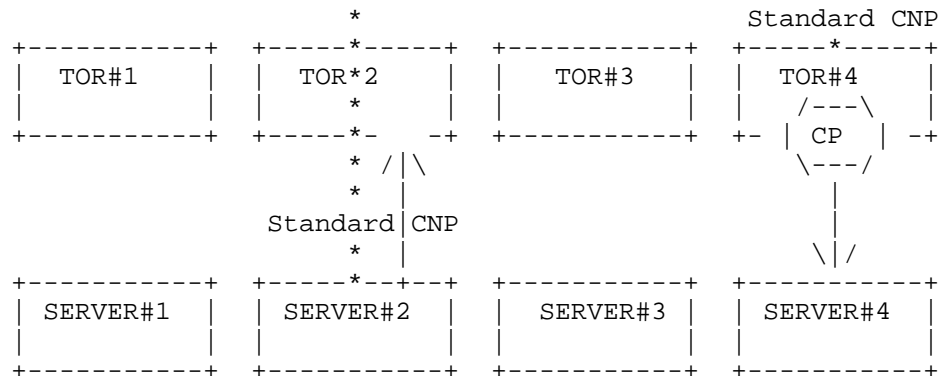 Standard CNP
TOR#1 TOR*2 TOR#3 TOR#4
CP
Standard CNP
SERVER#1 SERVER#2 SERVER#3 SERVER#4